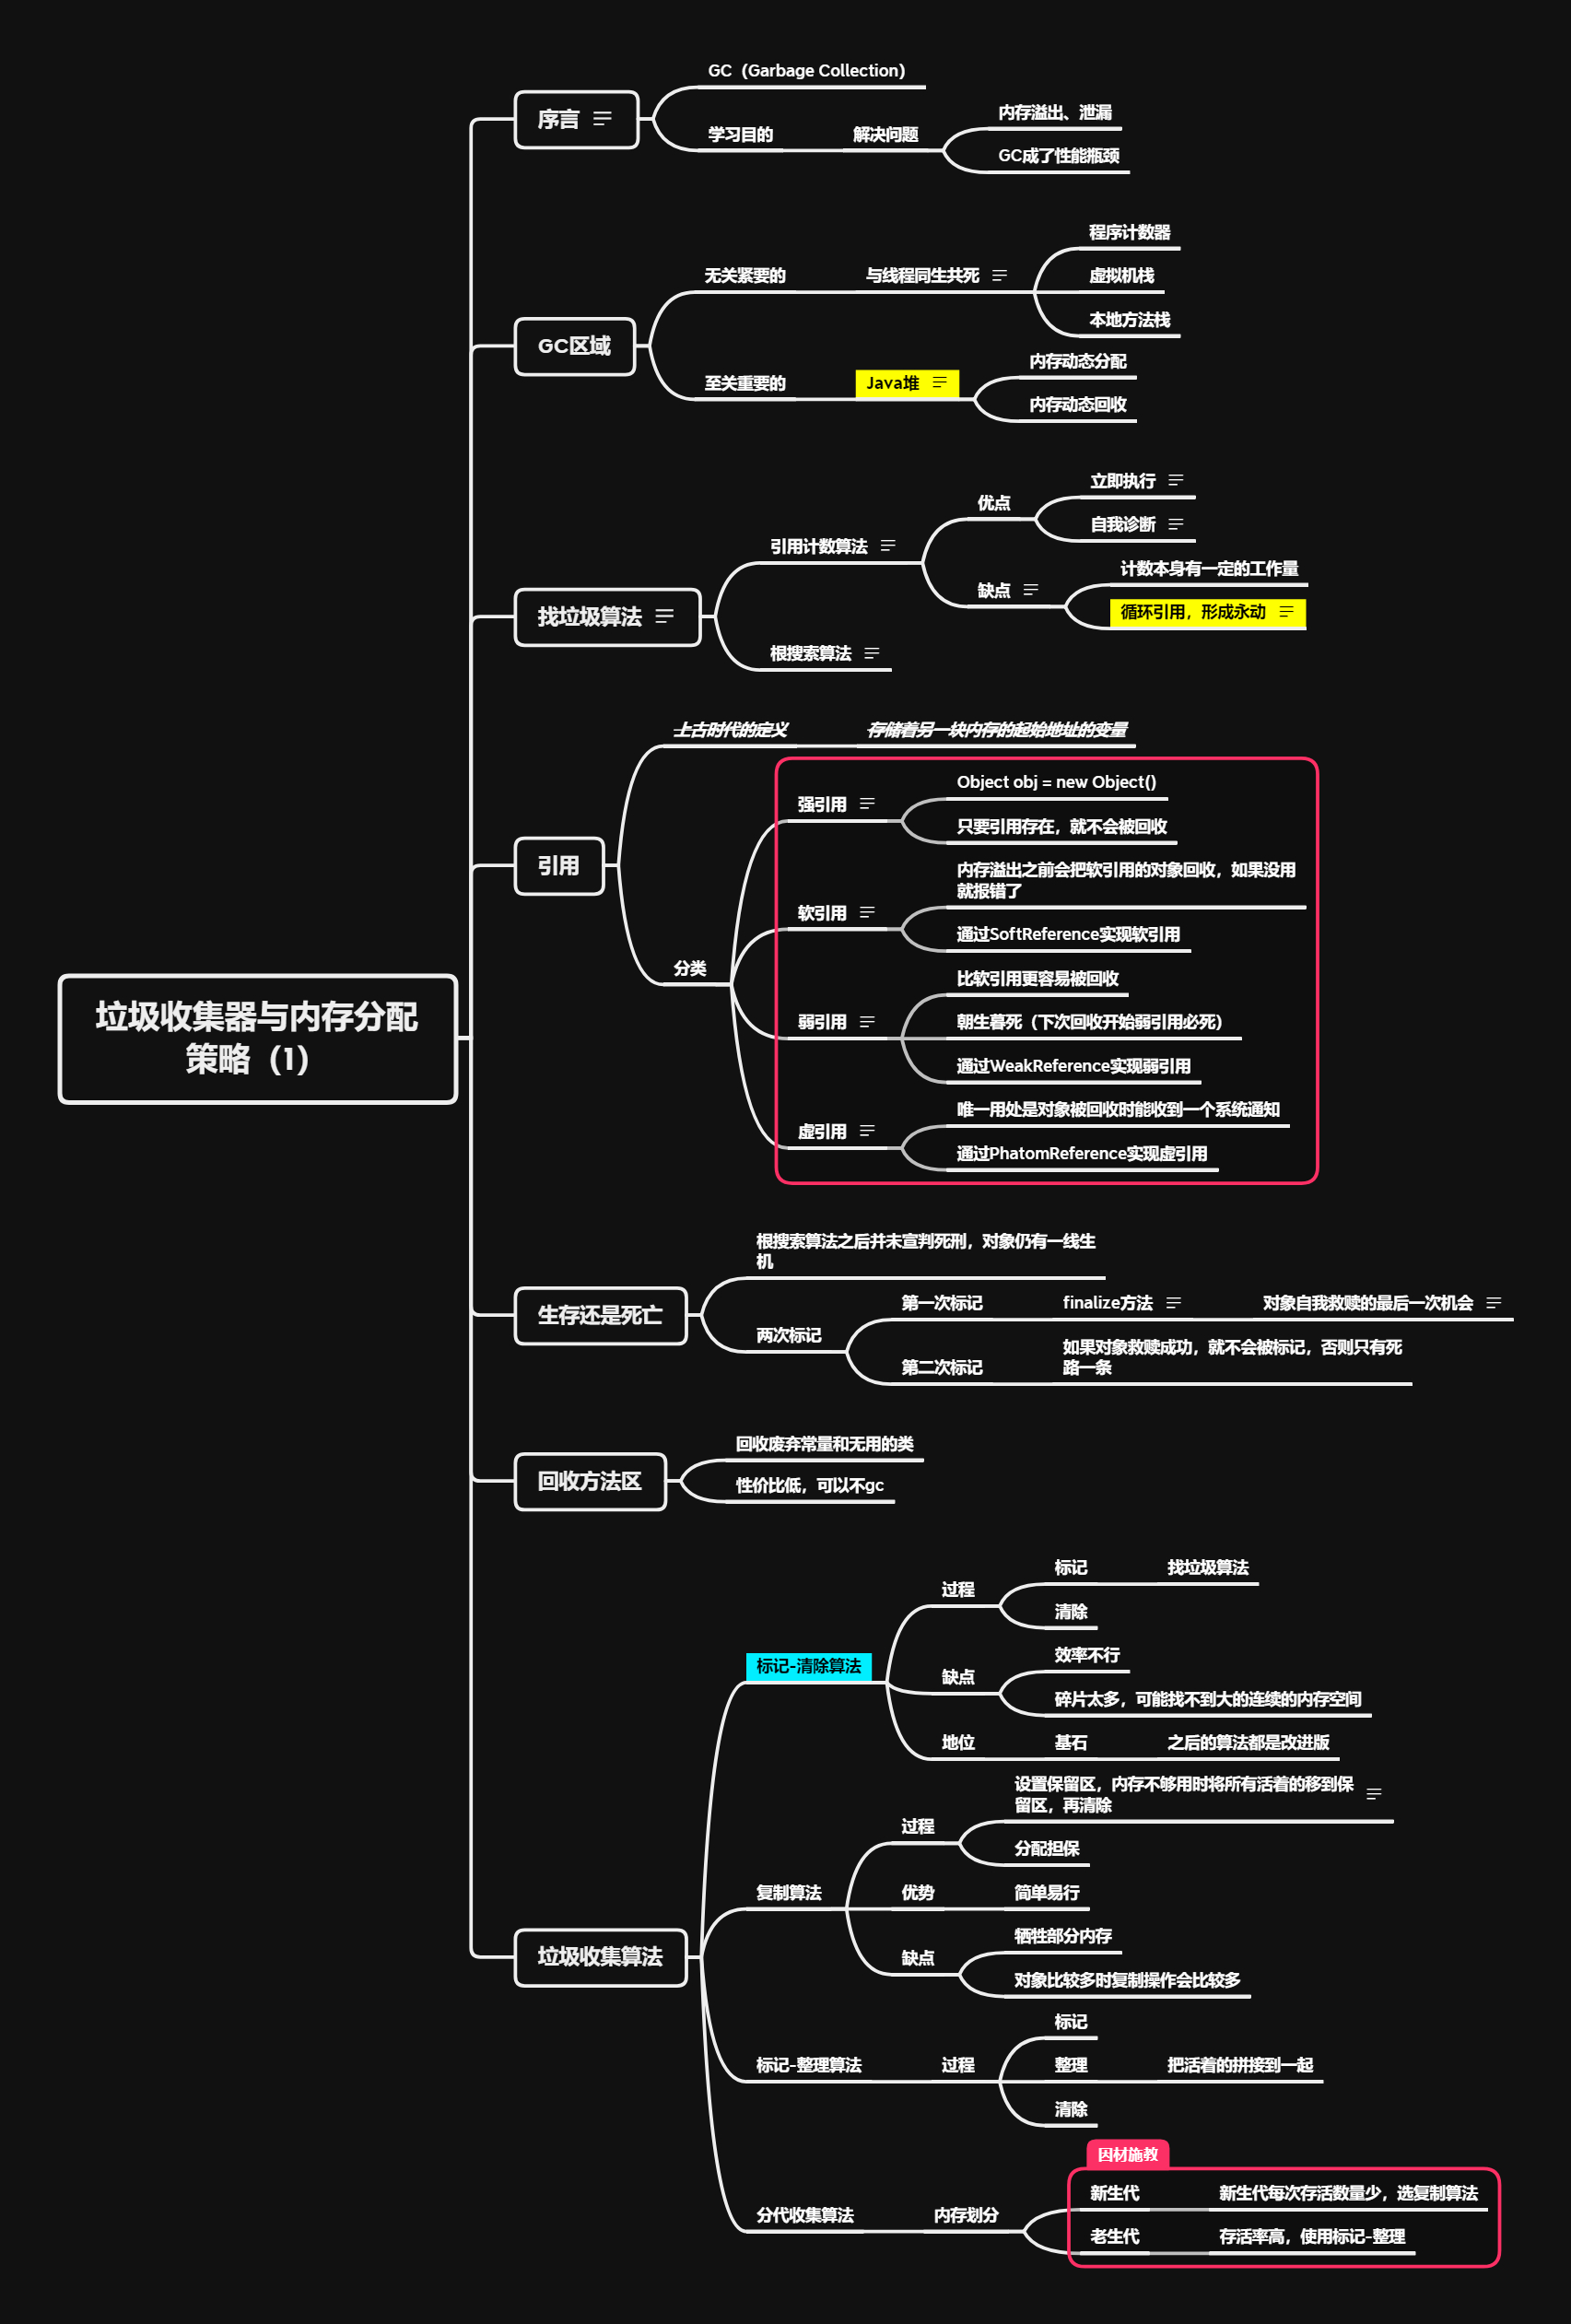 GC（Garbage Collection）
序言
学习目的
解决问题
内存溢出、泄漏
GC成了性能瓶颈
GC区域
无关紧要的
与线程同生共死
程序计数器
虚拟机栈
本地方法栈
至关重要的
Java堆
内存动态分配
内存动态回收
找垃圾算法
引用计数算法
优点
立即执行
自我诊断
缺点
计数本身有一定的工作量
循环引用，形成永动
根搜索算法
引用
上古时代的定义
存储着另一块内存的起始地址的变量
分类
强引用
Object obj = new Object()
只要引用存在，就不会被回收
软引用
内存溢出之前会把软引用的对象回收，如果没用
就报错了
通过SoftReference实现软引用
弱引用
比软引用更容易被回收
朝生暮死（下次回收开始弱引用必死）
通过WeakReference实现弱引用
虚引用
唯一用处是对象被回收时能收到一个系统通知
通过PhatomReference实现虚引用
垃圾收集器与内存分配
策略（1）
生存还是死亡
根搜索算法之后并未宣判死刑，对象仍有一线生
机
两次标记
第一次标记
finalize方法
对象自我救赎的最后一次机会
第二次标记
如果对象救赎成功，就不会被标记，否则只有死
路一条
回收方法区
回收废弃常量和无用的类
性价比低，可以不gc
垃圾收集算法
标记-清除算法
过程
标记
找垃圾算法
清除
缺点
效率不行
碎片太多，可能找不到大的连续的内存空间
地位
基石
之后的算法都是改进版
复制算法
过程
设置保留区，内存不够用时将所有活着的移到保
留区，再清除
分配担保
优势
简单易行
缺点
牺牲部分内存
对象比较多时复制操作会比较多
标记-整理算法
过程
标记
整理
把活着的拼接到一起
清除
分代收集算法
内存划分
因材施教
新生代
新生代每次存活数量少，选复制算法
老生代
存活率高，使用标记-整理